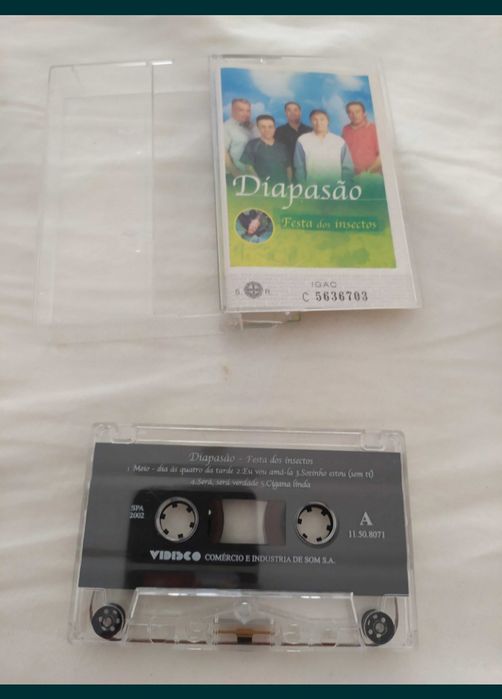 Diapasão
Festa dos insectos
IGAC
S. R.
C 5636703
Diapasão - Festa dos insectos
1. Meio - dia às quatro da tarde 2.Eu vou amá-la 3.Sozinho estou (sem ti)
4.Será, será verdade 5.Cigana linda
SPA
2002
A
11.50.8071
VIDISCO COMÉRCIO E INDUSTRIA DE SOM S.A.